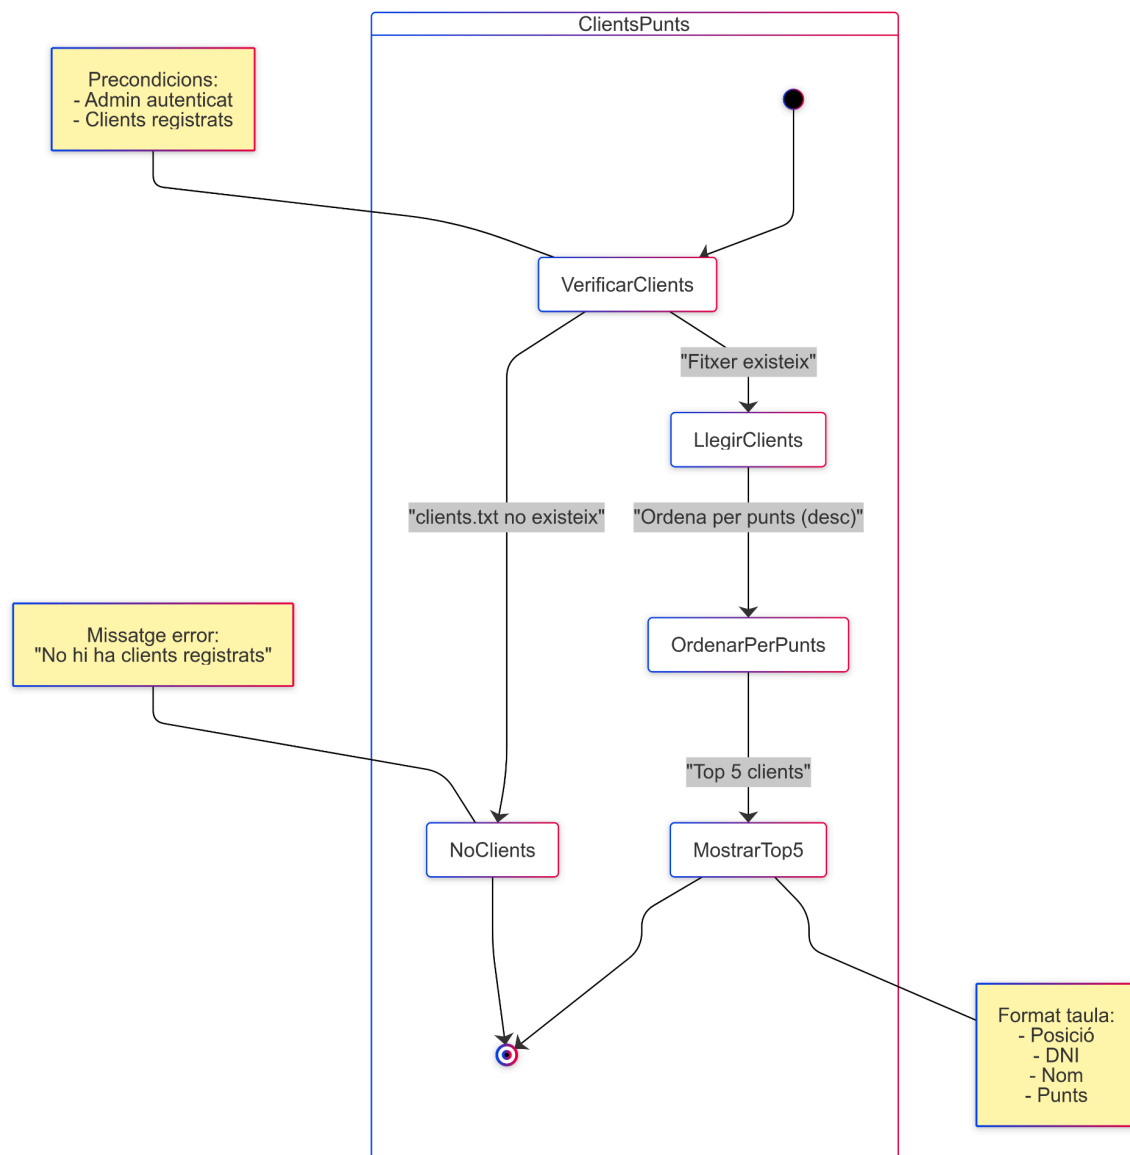 ClientsPunts
Precondicions:
- Admin autenticat
- Clients registrats
VerificarClients
"Fitxer existeix"
LlegirClients
"clients.txt no existeix"
"Ordena per punts (desc)"
Missatge error:
"No hi ha clients registrats"
OrdenarPerPunts
"Top 5 clients"
NoClients
MostrarTop5
Format taula:
- Posició
- DNI
- Nom
- Punts